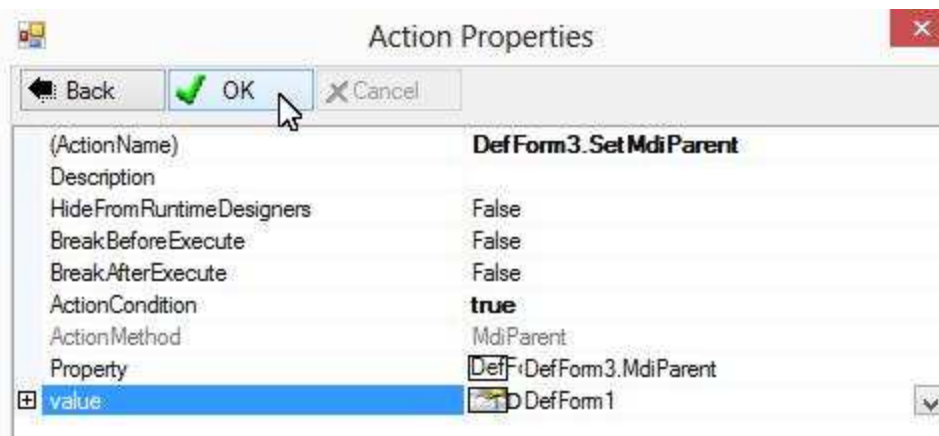 Action Properties
Back OK Cancel
(ActionName) DefForm3.SetMdiParent
Description
HideFromRuntimeDesigners False
BreakBeforeExecute False
BreakAfterExecute False
ActionCondition true
ActionMethod MdiParent
Property DefF DefForm3.MdiParent
value D DefForm1